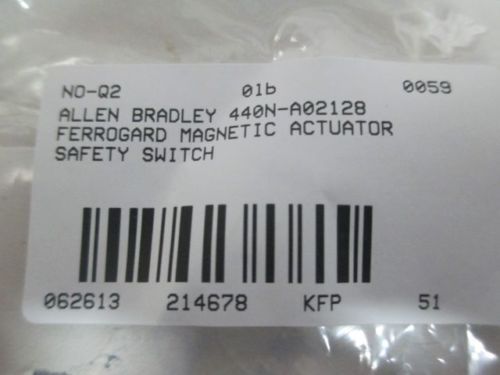 NO-Q2 01b 0059
ALLEN BRADLEY 440N-A02128
FERROGARD MAGNETIC ACTUATOR
SAFETY SWITCH
062613 214678 KFP 51